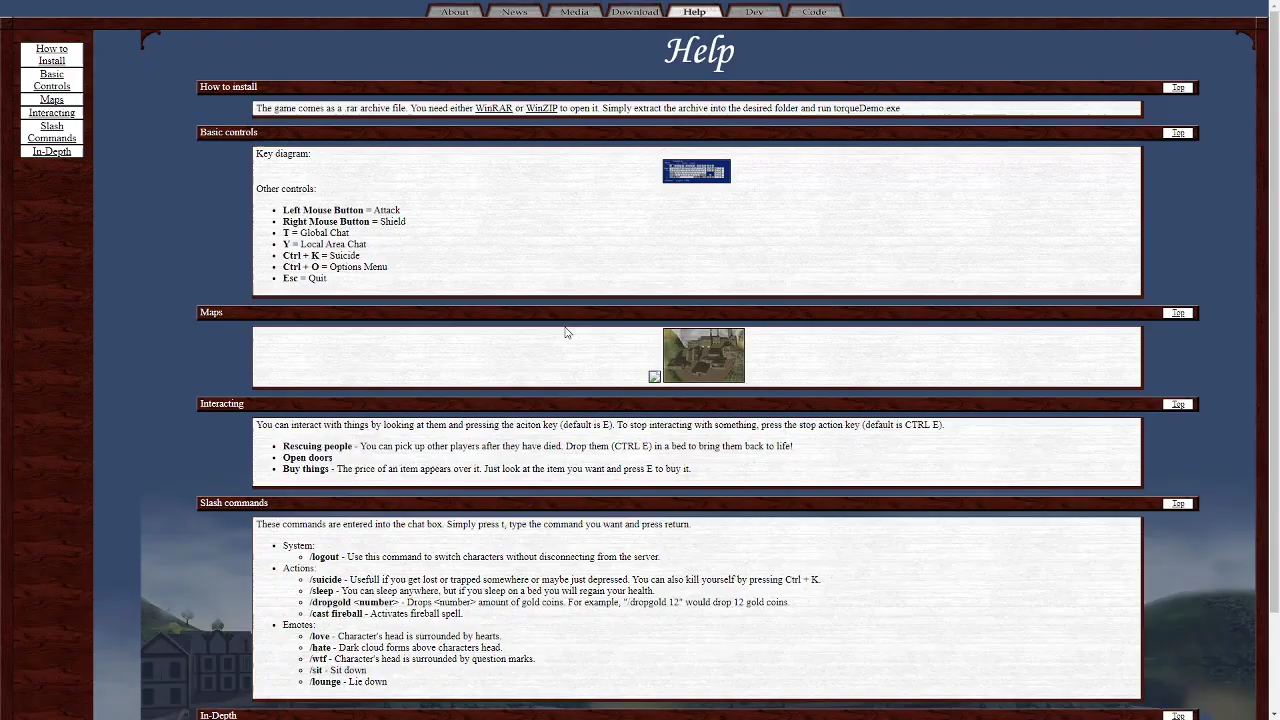 About News Media Download Help Dev Code
How to
Install
Basic
Controls
Maps
Interacting
Slash
Commands
In-Depth
Help
How to install Top
The game comes as a .rar archive file. You need either WinRAR or WinZIP to open it. Simply extract the archive into the desired folder and run torqueDemo.exe
Basic controls Top
Key diagram:
Other controls:
Left Mouse Button = Attack
Right Mouse Button = Shield
T = Global Chat
Y = Local Area Chat
Ctrl + K = Suicide
Ctrl + O = Options Menu
Esc = Quit
Maps Top
Interacting Top
You can interact with things by looking at them and pressing the aciton key (default is E). To stop interacting with something, press the stop action key (default is CTRL E).
Rescuing people - You can pick up other players after they have died. Drop them (CTRL E) in a bed to bring them back to life!
Open doors
Buy things - The price of an item appears over it. Just look at the item you want and press E to buy it.
Slash commands Top
These commands are entered into the chat box. Simply press t, type the command you want and press return.
System:
/logout - Use this command to switch characters without disconnecting from the server.
Actions:
/suicide - Usefull if you get lost or trapped somewhere or maybe just depressed. You can also kill yourself by pressing Ctrl + K.
/sleep - You can sleep anywhere, but if you sleep on a bed you will regain your health.
/dropgold <number> - Drops <number> amount of gold coins. For example, "/dropgold 12" would drop 12 gold coins.
/cast fireball - Activates fireball spell.
Emotes:
/love - Character's head is surrounded by hearts.
/hate - Dark cloud forms above characters head.
/wtf - Character's head is surrounded by question marks.
/sit - Sit down
/lounge - Lie down
In-Depth Top